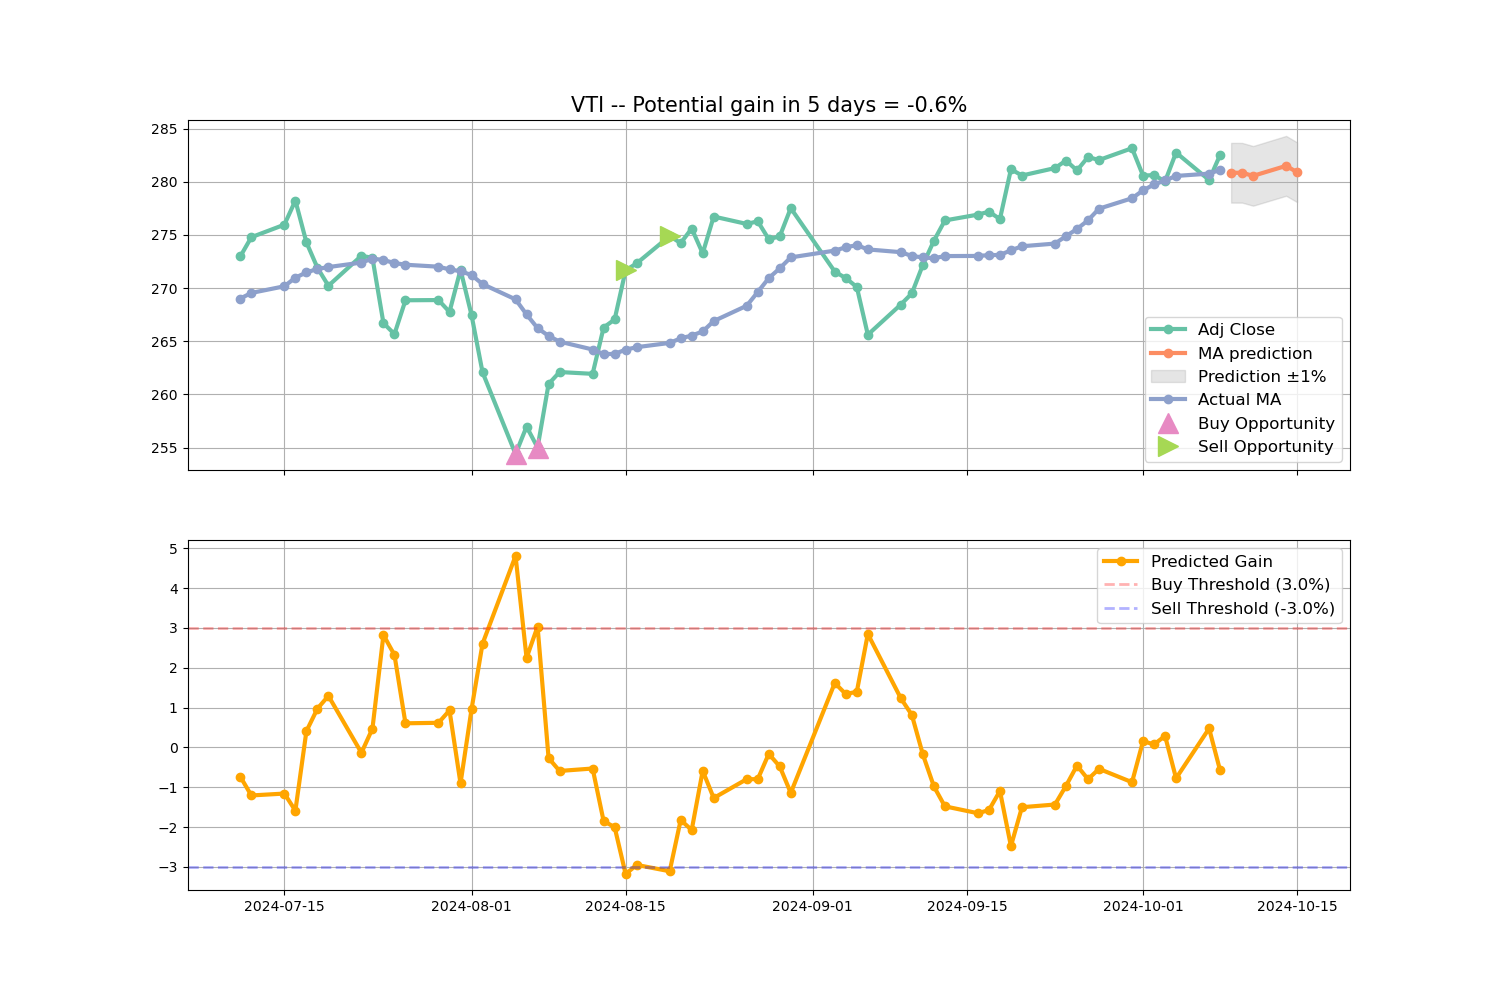 VTI -- Potential gain in 5 days = -0.6%
285
280
275
270
265
260
255
Adj Close
MA prediction
Prediction ±1%
Actual MA
Buy Opportunity
Sell Opportunity
5
4
3
2
1
0
−1
−2
−3
Predicted Gain
Buy Threshold (3.0%)
Sell Threshold (-3.0%)
2024-07-15
2024-08-01
2024-08-15
2024-09-01
2024-09-15
2024-10-01
2024-10-15